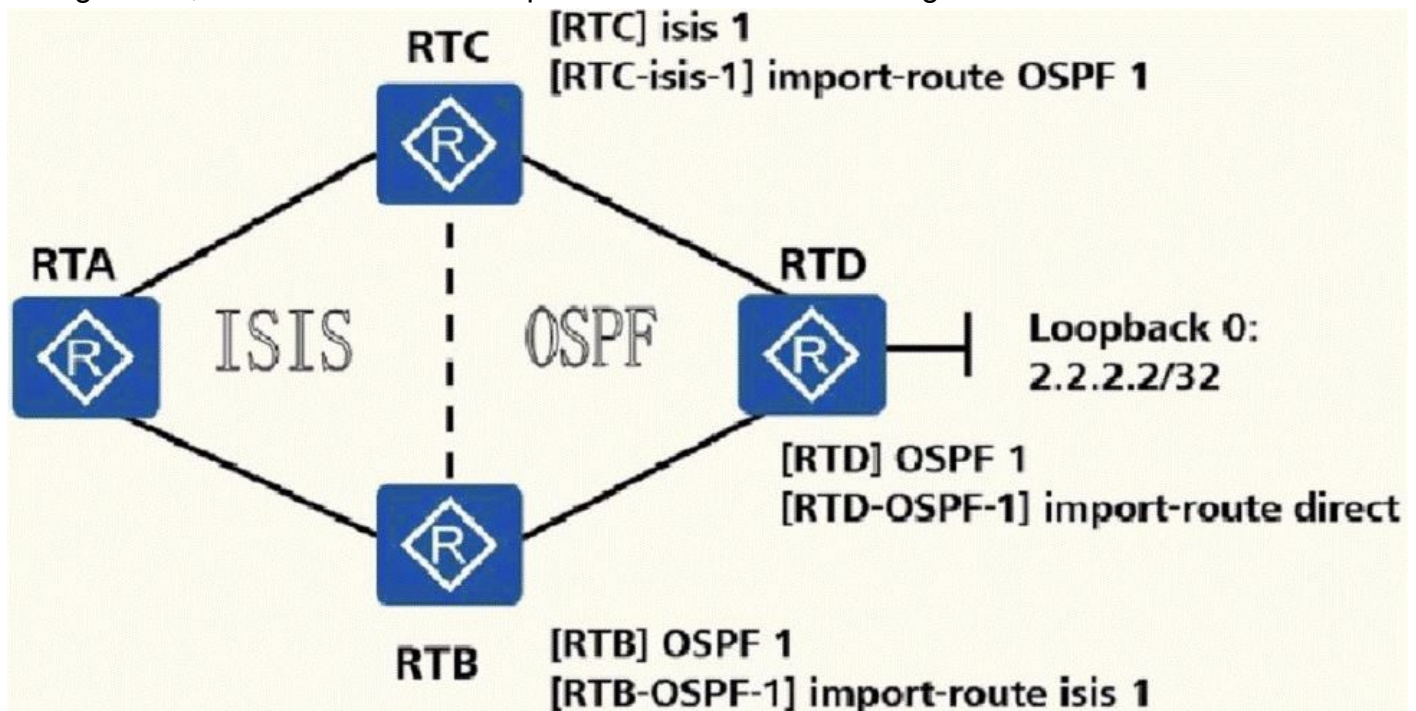 RTC
[RTC] isis 1
[RTC-isis-1] import-route OSPF 1
R
RTA
R
ISIS
OSPF
RTD
R
Loopback 0:
2.2.2.2/32
[RTD] OSPF 1
[RTD-OSPF-1] import-route direct
R
RTB
[RTB] OSPF 1
[RTB-OSPF-1] import-route isis 1